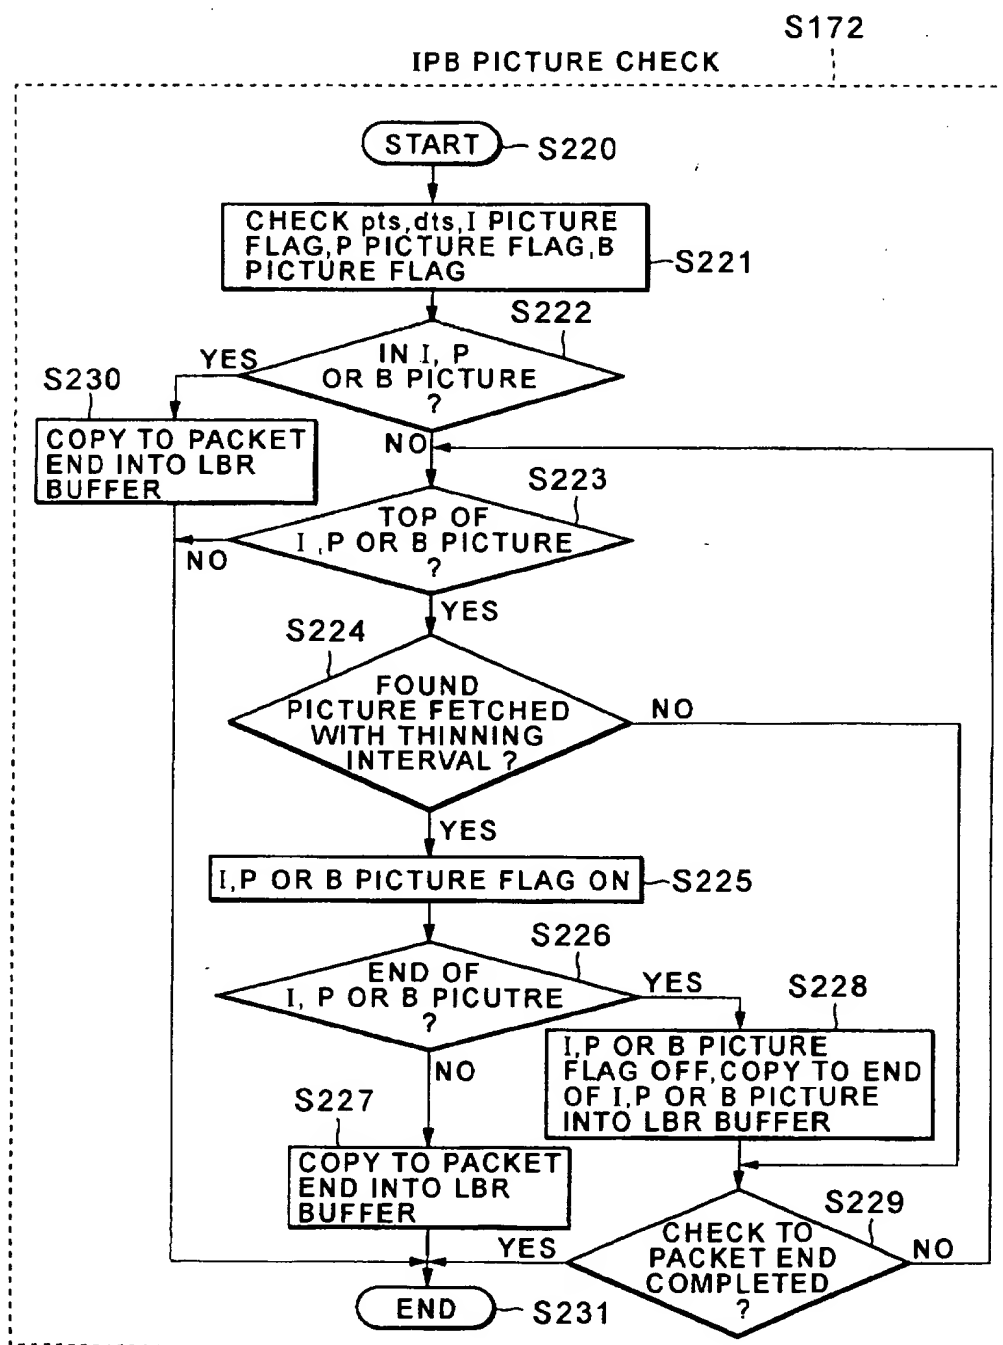 S172
IPB PICTURE CHECK
START
S220
CHECK pts,dts,I PICTURE
FLAG,P PICTURE FLAG,B
PICTURE FLAG
S221
S222
IN I, P
OR B PICTURE
?
YES
NO
S230
COPY TO PACKET
END INTO LBR
BUFFER
S223
TOP OF
I,P OR B PICTURE
?
NO
YES
S224
FOUND
PICTURE FETCHED
WITH THINNING
INTERVAL ?
NO
YES
I,P OR B PICTURE FLAG ON
S225
S226
END OF
I, P OR B PICUTRE
?
YES
NO
S228
I,P OR B PICTURE
FLAG OFF,COPY TO END
OF I,P OR B PICTURE
INTO LBR BUFFER
S227
COPY TO PACKET
END INTO LBR
BUFFER
S229
CHECK TO
PACKET END
COMPLETED
?
YES
NO
END
S231